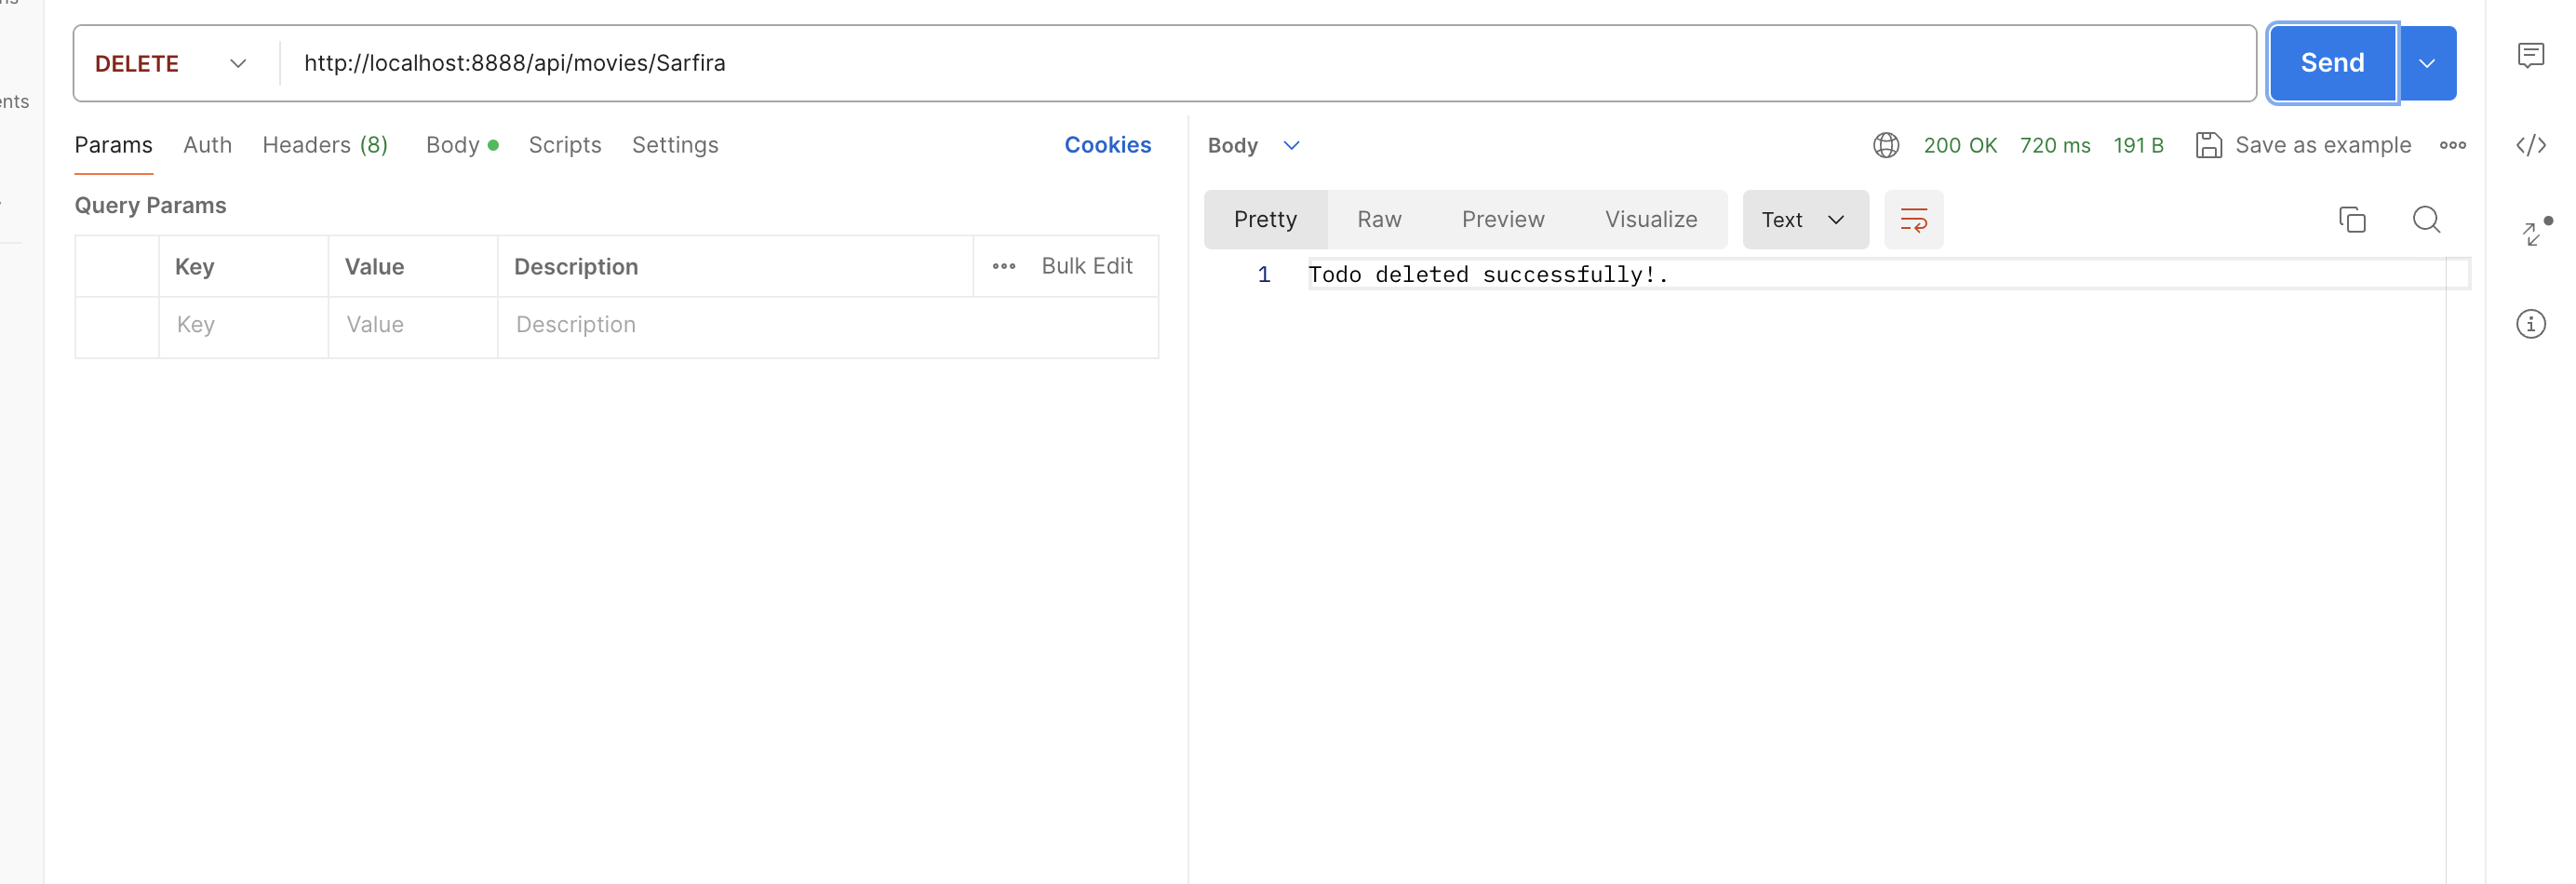 DELETE http://localhost:8888/api/movies/Sarfira Send
ents
Params Auth Headers (8) Body Scripts Settings Cookies
Body 200 OK 720 ms 191 B Save as example
Query Params
Key Value Description Bulk Edit
Key Value Description
Pretty Raw Preview Visualize Text
1 Todo deleted successfully!.